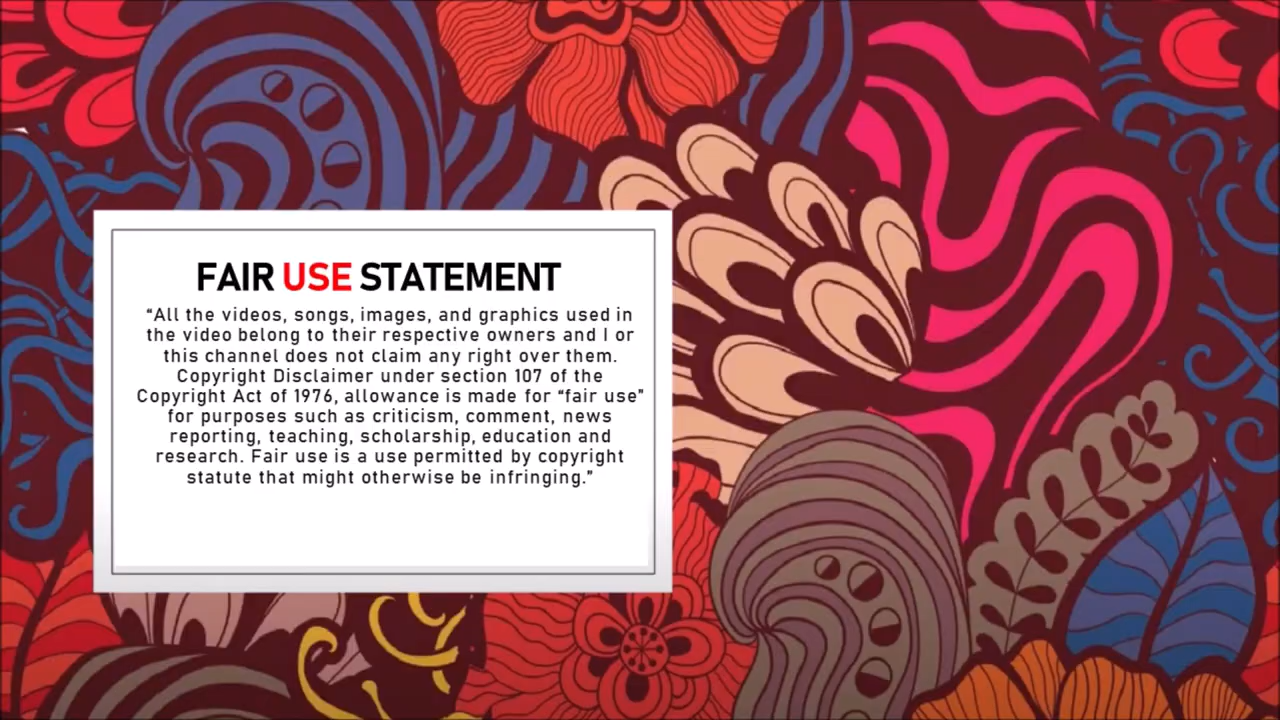 FAIR USE STATEMENT
“All the videos, songs, images, and graphics used in
the video belong to their respective owners and I or
this channel does not claim any right over them.
Copyright Disclaimer under section 107 of the
Copyright Act of 1976, allowance is made for “fair use”
for purposes such as criticism, comment, news
reporting, teaching, scholarship, education and
research. Fair use is a use permitted by copyright
statute that might otherwise be infringing.”